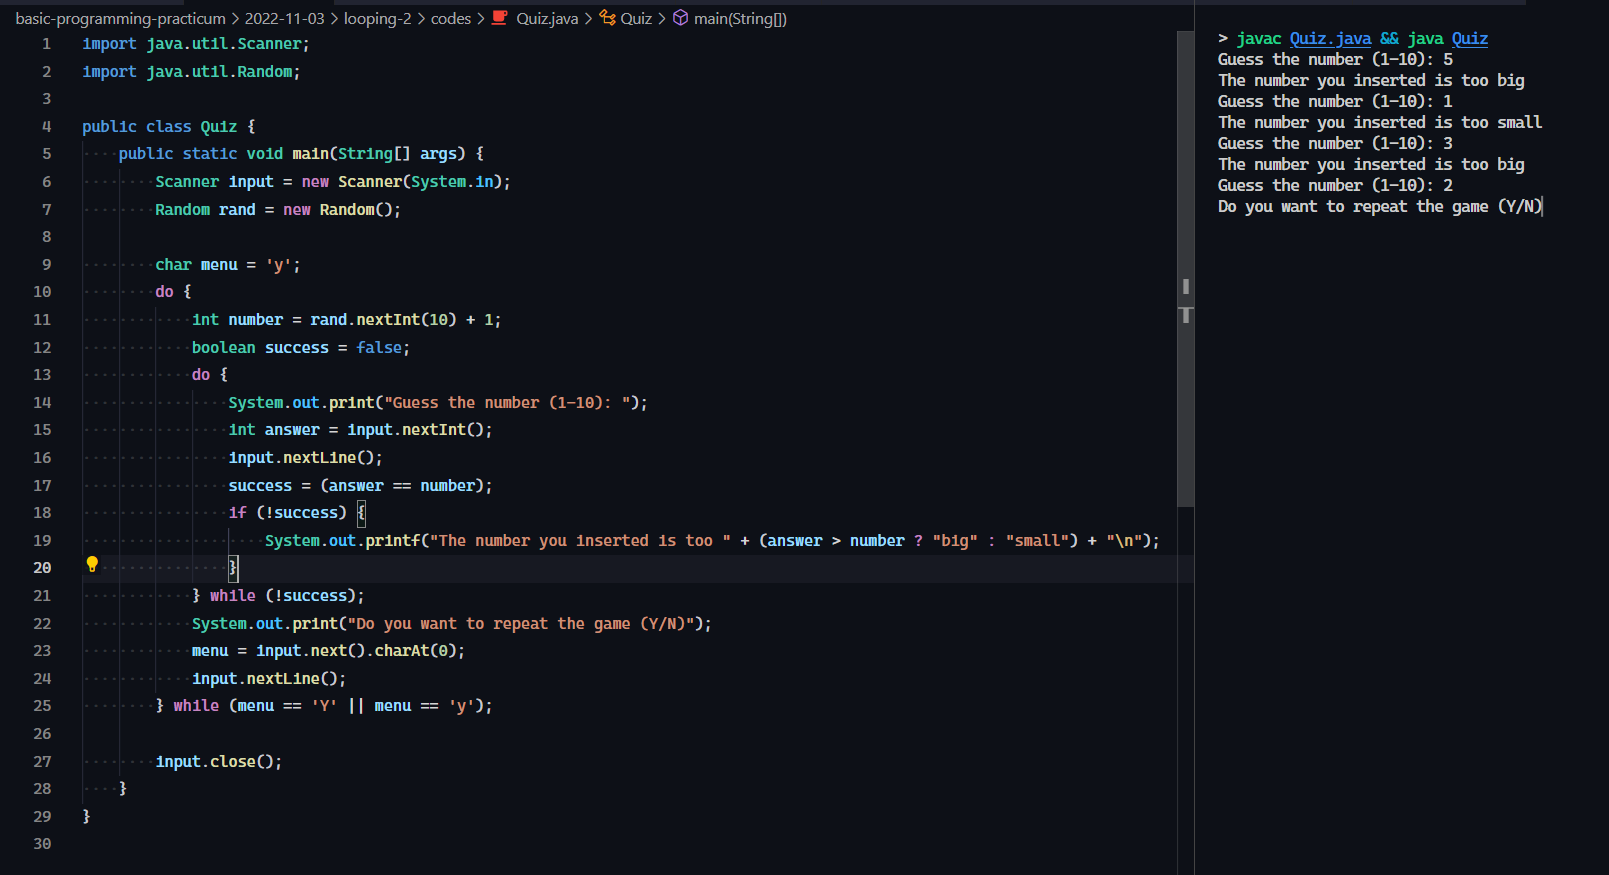 basic-programming-practicum > 2022-11-03 > looping-2 > codes > Quiz.java > Quiz > main(String[])
1 import java.util.Scanner;
2 import java.util.Random;
3
4 public class Quiz {
5 public static void main(String[] args) {
6 Scanner input = new Scanner(System.in);
7 Random rand = new Random();
8
9 char menu = 'y';
10 do {
11 int number = rand.nextInt(10) + 1;
12 boolean success = false;
13 do {
14 System.out.print("Guess the number (1-10): ");
15 int answer = input.nextInt();
16 input.nextLine();
17 success = (answer == number);
18 if (!success) {
19 System.out.printf("The number you inserted is too " + (answer > number ? "big" : "small") + "\n");
20 }
21 } while (!success);
22 System.out.print("Do you want to repeat the game (Y/N)");
23 menu = input.next().charAt(0);
24 input.nextLine();
25 } while (menu == 'Y' || menu == 'y');
26
27 input.close();
28 }
29 }
30
> javac Quiz.java && java Quiz
Guess the number (1-10): 5
The number you inserted is too big
Guess the number (1-10): 1
The number you inserted is too small
Guess the number (1-10): 3
The number you inserted is too big
Guess the number (1-10): 2
Do you want to repeat the game (Y/N)